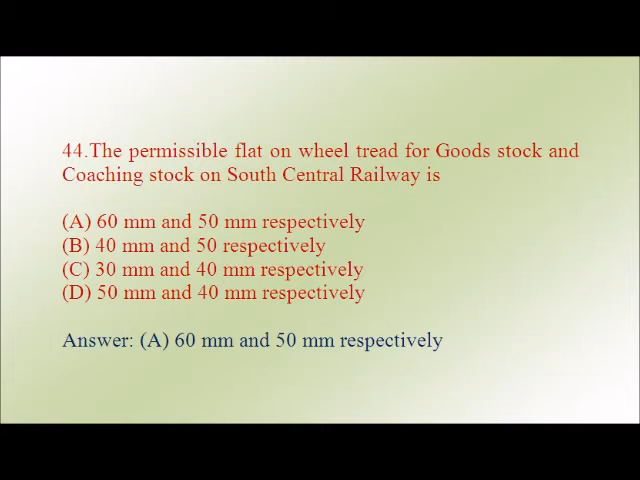 44.The permissible flat on wheel tread for Goods stock and
Coaching stock on South Central Railway is
(A) 60 mm and 50 mm respectively
(B) 40 mm and 50 respectively
(C) 30 mm and 40 mm respectively
(D) 50 mm and 40 mm respectively
Answer: (A) 60 mm and 50 mm respectively